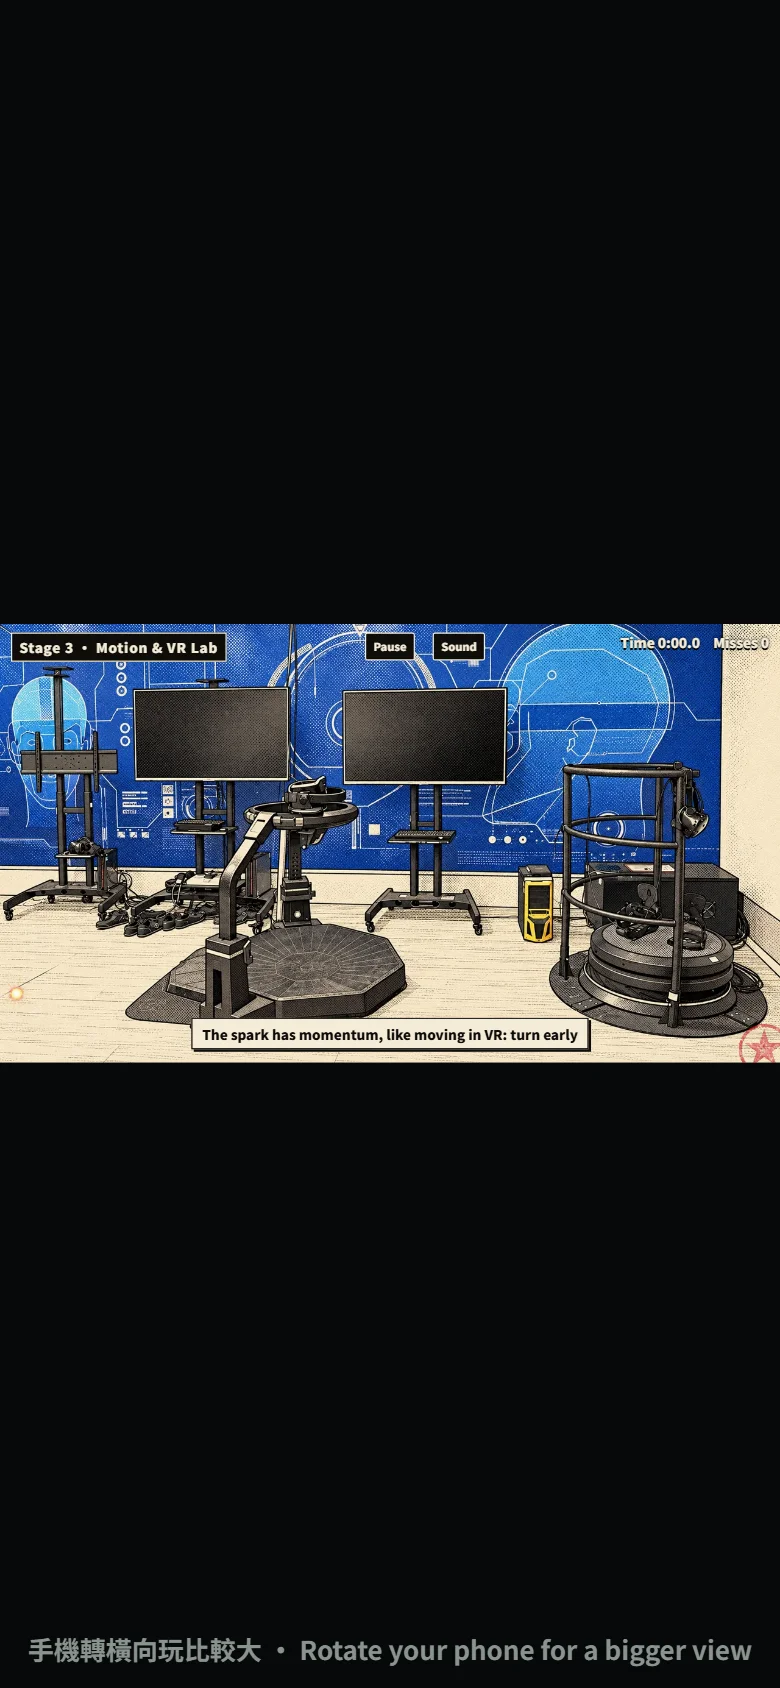 Stage 3 • Motion & VR Lab
Pause
Sound
Time 0:00.0
Misses 0
The spark has momentum, like moving in VR: turn early
手機轉橫向玩比較大 • Rotate your phone for a bigger view